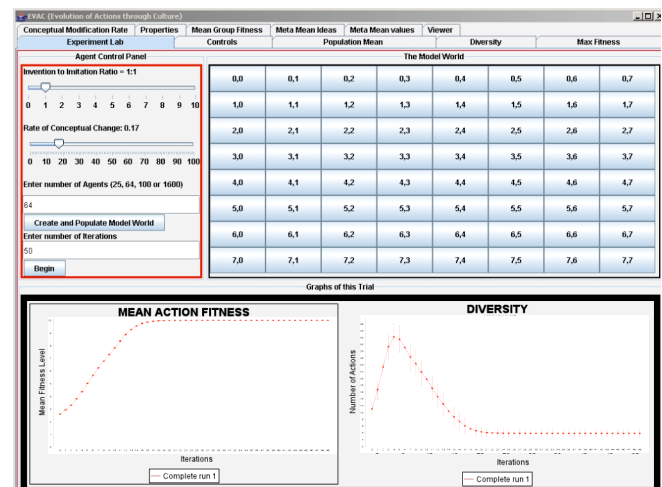 EVAC (Evolution of Actions through Culture)
Conceptual Modification Rate Properties Mean Group Fitness Meta Mean Ideas Meta Mean values Viewer
Experiment Lab Controls Population Mean Diversity Max Fitness
Agent Control Panel
Invention to Imitation Ratio = 1:1
0 1 2 3 4 5 6 7 8 9 10
Rate of Conceptual Change: 0.17
0 10 20 30 40 50 60 70 80 90 100
Enter number of Agents (25, 64, 100 or 1600)
64
Create and Populate Model World
Enter number of Iterations
50
Begin
The Model World
0,0 0,1 0,2 0,3 0,4 0,5 0,6 0,7
1,0 1,1 1,2 1,3 1,4 1,5 1,6 1,7
2,0 2,1 2,2 2,3 2,4 2,5 2,6 2,7
3,0 3,1 3,2 3,3 3,4 3,5 3,6 3,7
4,0 4,1 4,2 4,3 4,4 4,5 4,6 4,7
5,0 5,1 5,2 5,3 5,4 5,5 5,6 5,7
6,0 6,1 6,2 6,3 6,4 6,5 6,6 6,7
7,0 7,1 7,2 7,3 7,4 7,5 7,6 7,7
Graphs of this Trial
MEAN ACTION FITNESS
Mean Fitness Level
Iterations
Complete run 1
DIVERSITY
Number of Actions
Iterations
Complete run 1